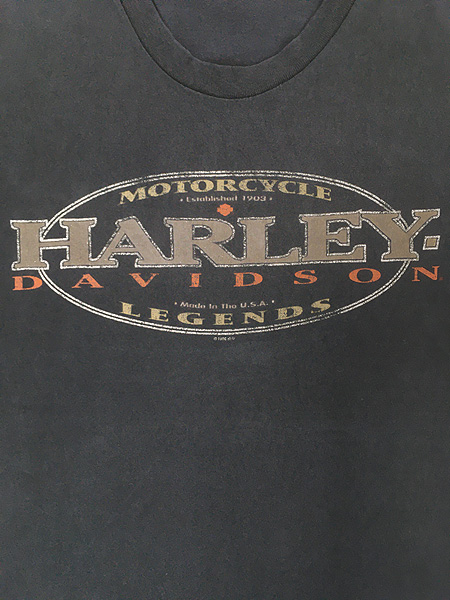 MOTORCYCLE
• Established 1903 •
HARLEY-
DAVIDSON
• Made In The U.S.A. •
LEGENDS